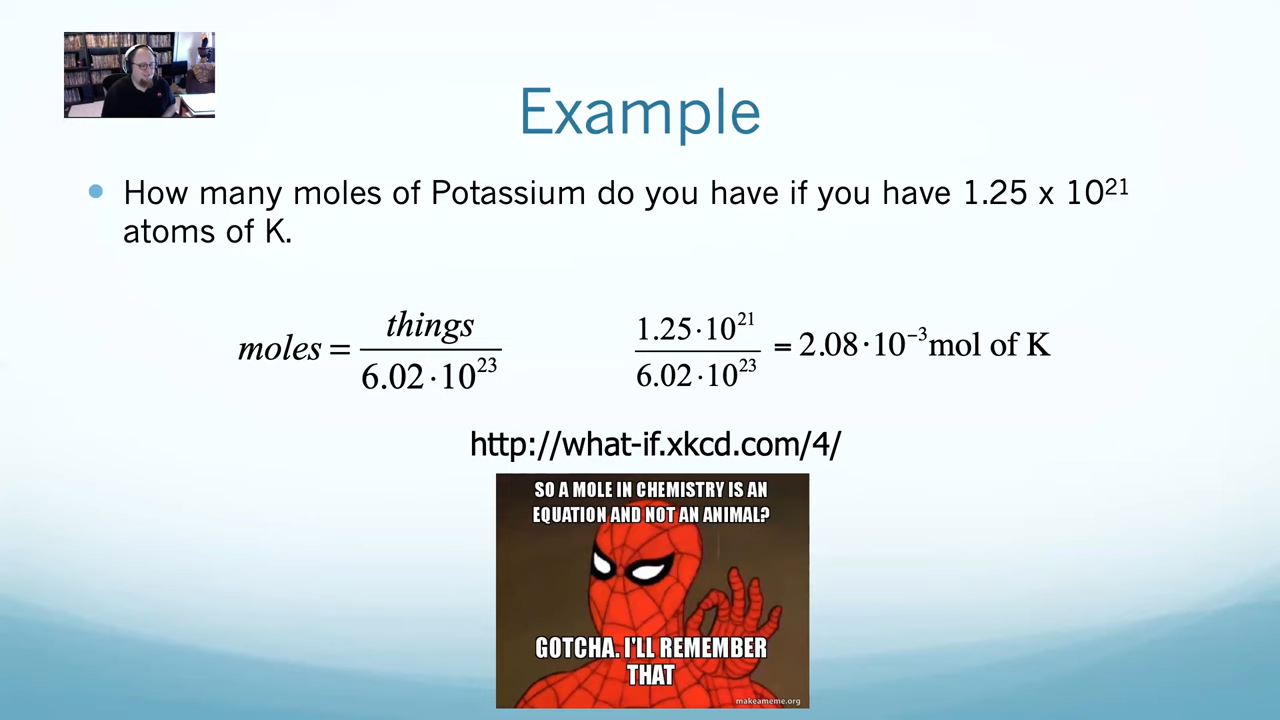 Example
• How many moles of Potassium do you have if you have 1.25 x 10²¹
atoms of K.
moles = things / 6.02·10²³
1.25·10²¹ / 6.02·10²³ = 2.08·10⁻³ mol of K
http://what-if.xkcd.com/4/
SO A MOLE IN CHEMISTRY IS AN
EQUATION AND NOT AN ANIMAL?
GOTCHA. I'LL REMEMBER
THAT
makeameme.org